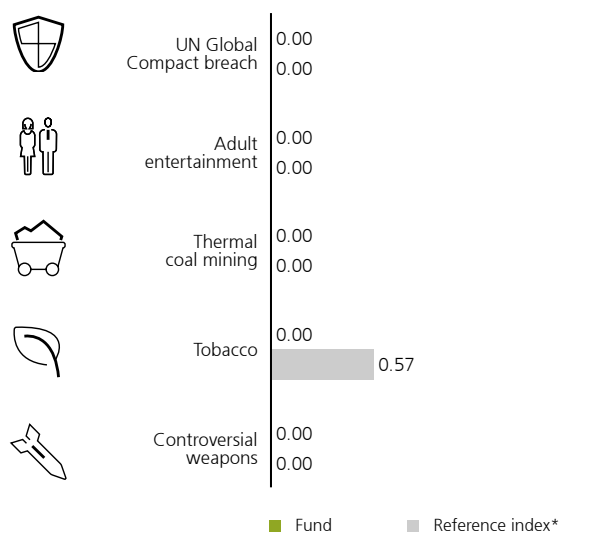 UN Global
Compact breach
0.00
0.00
Adult
entertainment
0.00
0.00
Thermal
coal mining
0.00
0.00
Tobacco
0.00
0.57
Controversial
weapons
0.00
0.00
Fund
Reference index*